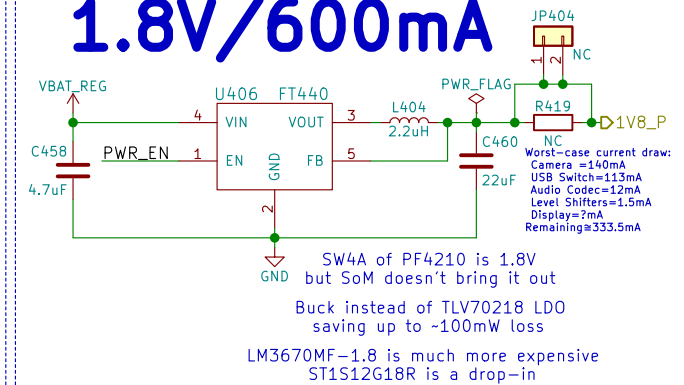 1.8V/600mA
JP404
1 2 NC
VBAT_REG
PWR_FLAG
U406 FT440
L404
R419
4 VIN VOUT 3
2.2uH
1V8_P
C458
NC
C460
PWR_EN 1 EN GND FB 5
4.7uF
22uF
2
Worst-case current draw:
Camera =140mA
USB Switch=113mA
Audio Codec=12mA
Level Shifters=1.5mA
Display=?mA
Remaining≅333.5mA
GND
SW4A of PF4210 is 1.8V
but SoM doesn't bring it out
Buck instead of TLV70218 LDO
saving up to ~100mW loss
LM3670MF-1.8 is much more expensive
ST1S12G18R is a drop-in